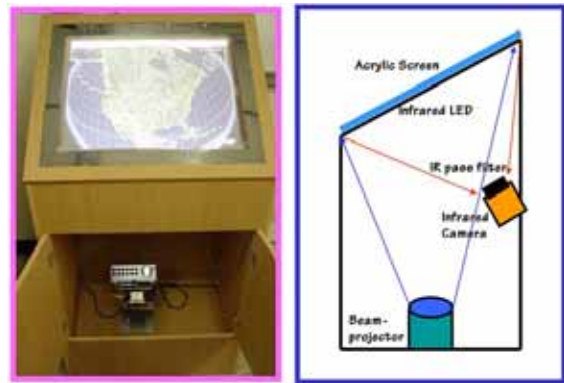 Acrylic Screen
Infrared LED
IR pass filter
Infrared
Camera
Beam-
projector